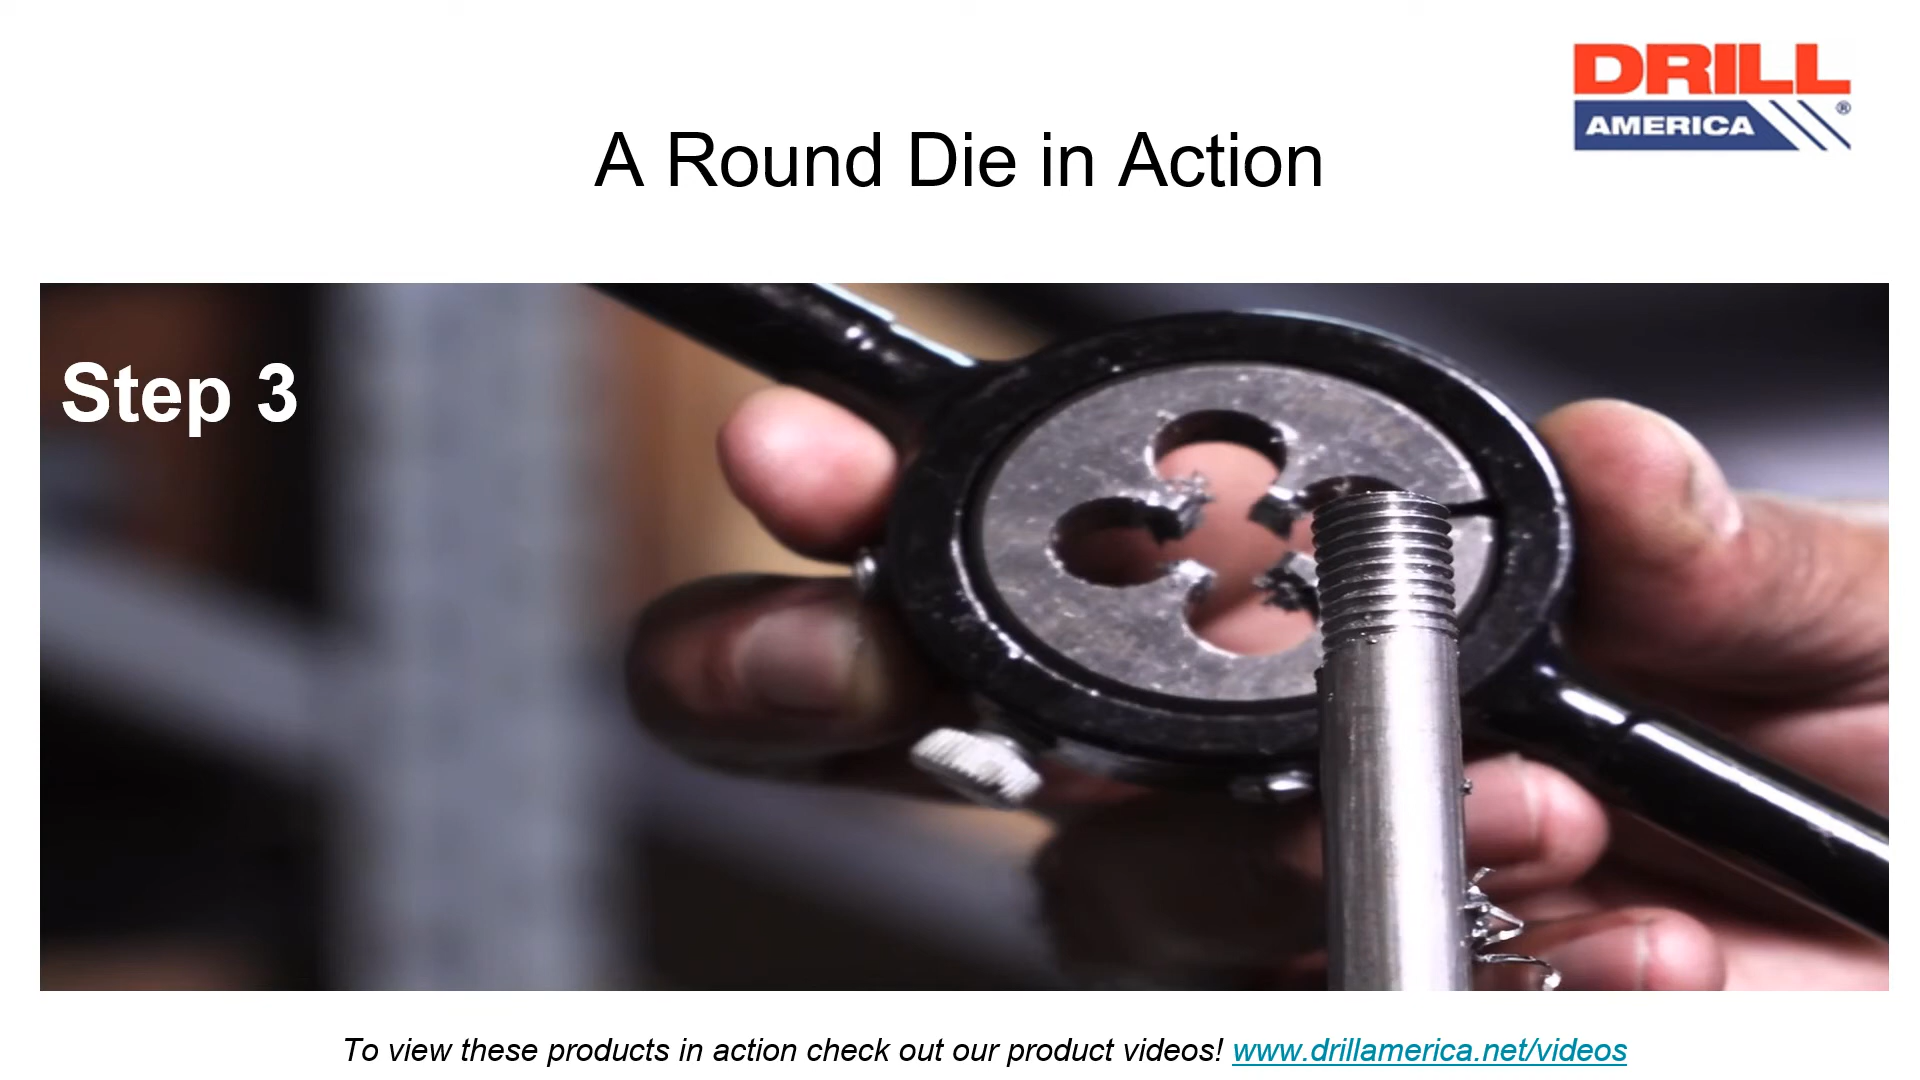 DRILL
AMERICA®
A Round Die in Action
Step 3
To view these products in action check out our product videos! www.drillamerica.net/videos